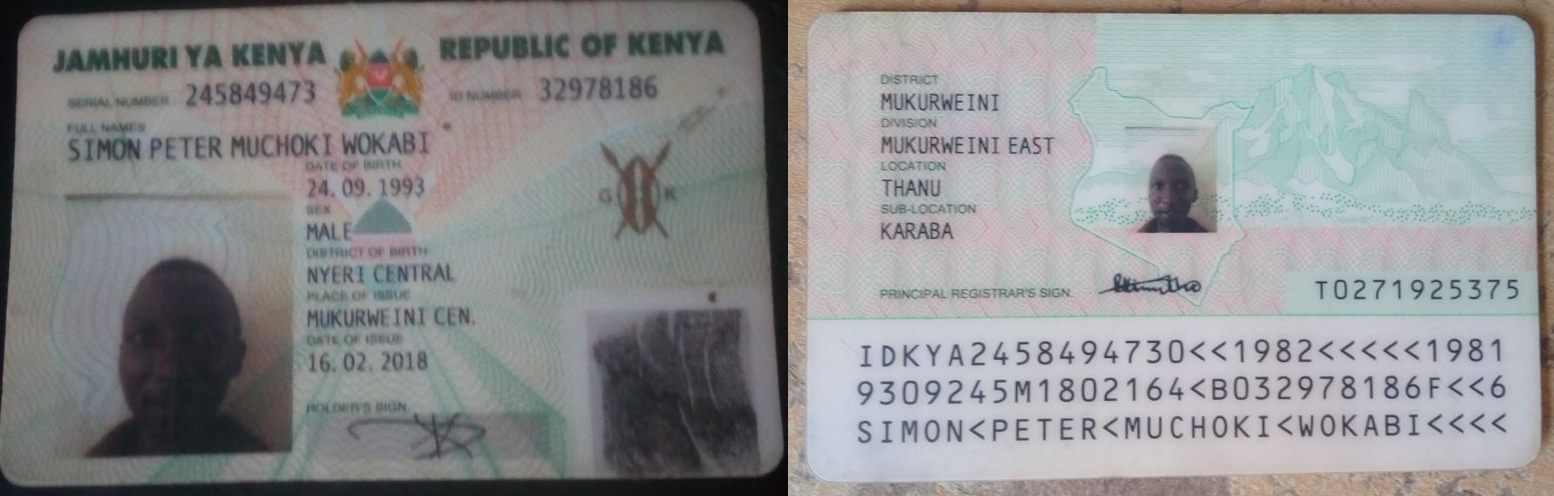 JAMHURI YA KENYA REPUBLIC OF KENYA
SERIAL NUMBER 245849473 ID NUMBER 32978186
FULL NAMES
SIMON PETER MUCHOKI WOKABI
DATE OF BIRTH
24. 09. 1993
SEX
MALE
DISTRICT OF BIRTH
NYERI CENTRAL
PLACE OF ISSUE
MUKURWEINI CEN.
DATE OF ISSUE
16. 02. 2018
HOLDER'S SIGN.
G K
DISTRICT
MUKURWEINI
DIVISION
MUKURWEINI EAST
LOCATION
THANU
SUB-LOCATION
KARABA
PRINCIPAL REGISTRAR'S SIGN.
T0271925375
IDKYA2458494730<<1982<<<<<1981
9309245M1802164<B032978186F<<6
SIMON<PETER<MUCHOKI<WOKABI<<<<